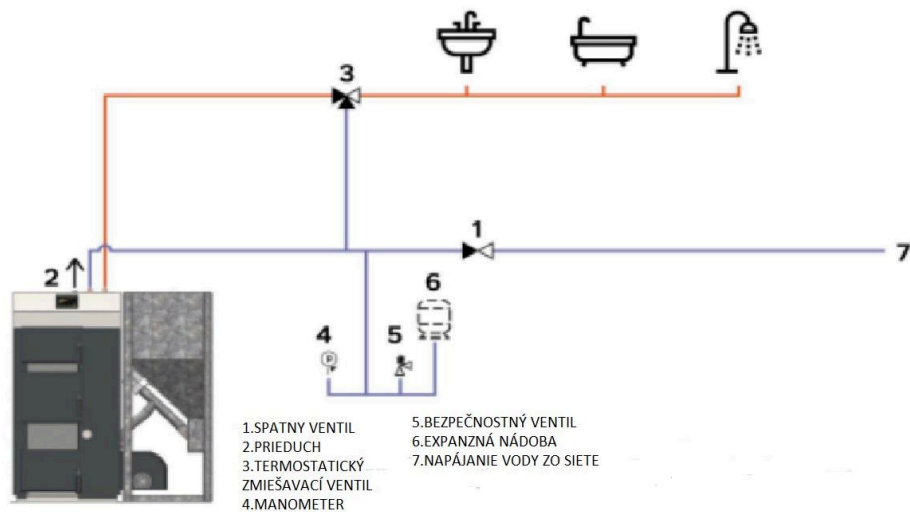 3
1
7
2
6
4
5
P
1.SPATNY VENTIL
2.PRIEDUCH
3.TERMOSTATICKÝ
ZMIEŠAVACÍ VENTIL
4.MANOMETER
5.BEZPEČNOSTNÝ VENTIL
6.EXPANZNÁ NÁDOBA
7.NAPÁJANIE VODY ZO SIETE